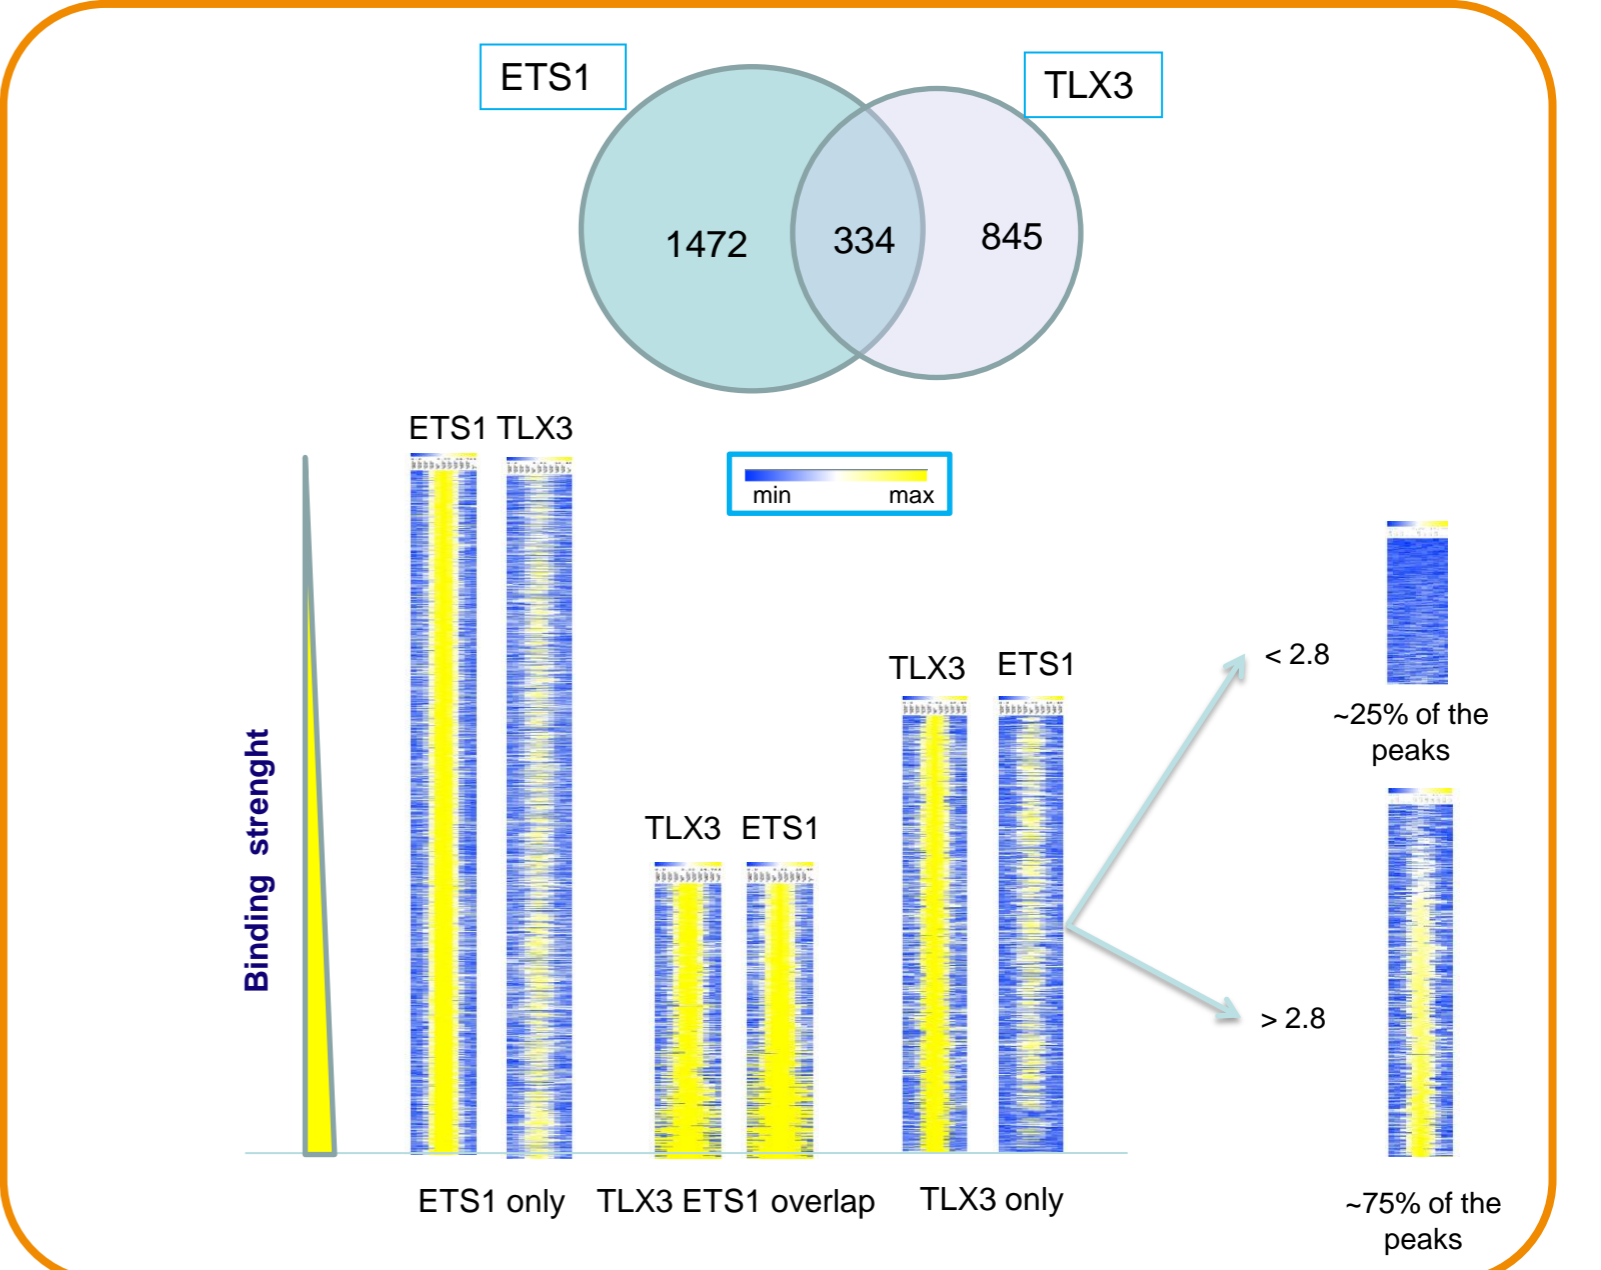 ETS1
TLX3
1472
334
845
ETS1 TLX3
min max
TLX3 ETS1
< 2.8
~25% of the
peaks
Binding strenght
TLX3 ETS1
> 2.8
ETS1 only
TLX3 ETS1 overlap
TLX3 only
~75% of the
peaks